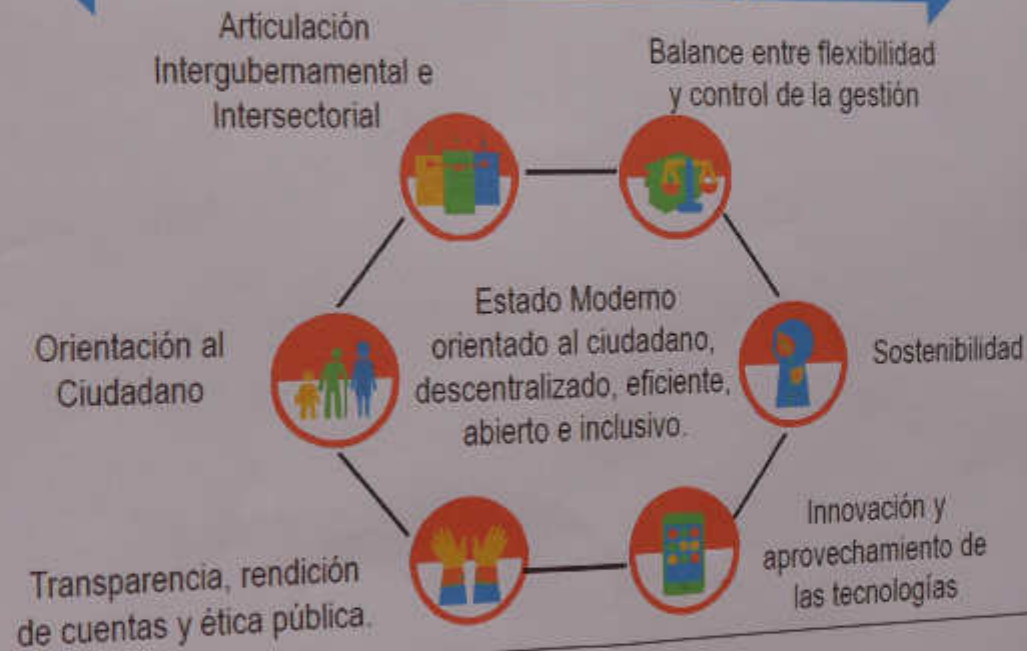 Articulación
Intergubernamental e
Intersectorial
Balance entre flexibilidad
y control de la gestión
Orientación al
Ciudadano
Estado Moderno
orientado al ciudadano,
descentralizado, eficiente,
abierto e inclusivo.
Sostenibilidad
Transparencia, rendición
de cuentas y ética pública.
Innovación y
aprovechamiento de
las tecnologías